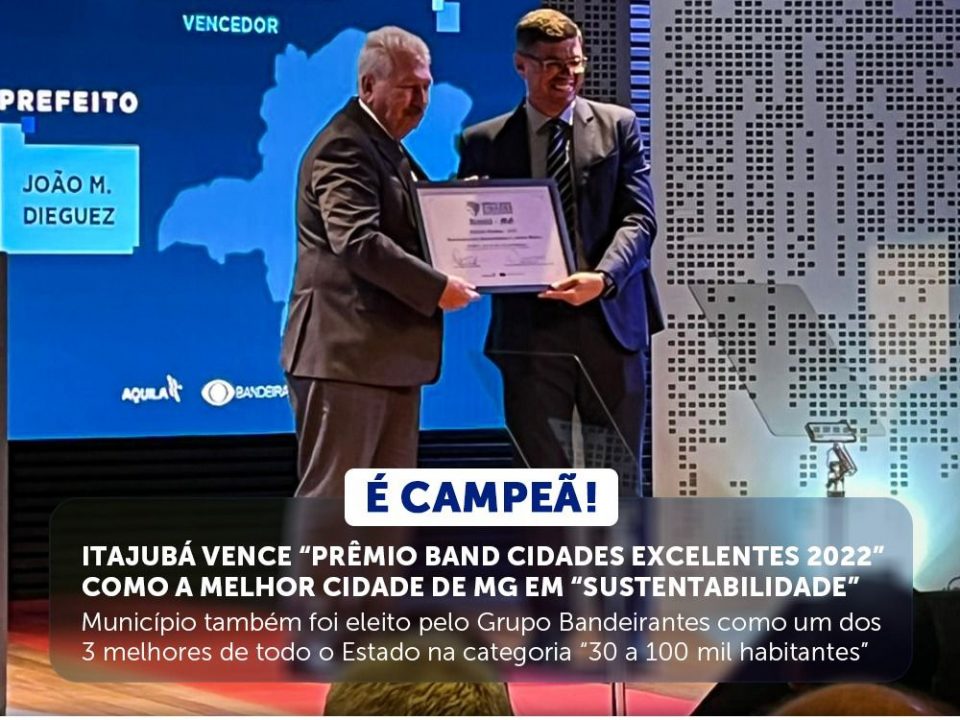 VENCEDOR
PREFEITO
JOÃO M.
DIEGUEZ
AQUILA
BANDEIRA
É CAMPEÃ!
ITAJUBÁ VENCE “PRÊMIO BAND CIDADES EXCELENTES 2022”
COMO A MELHOR CIDADE DE MG EM “SUSTENTABILIDADE”
Município também foi eleito pelo Grupo Bandeirantes como um dos
3 melhores de todo o Estado na categoria “30 a 100 mil habitantes”